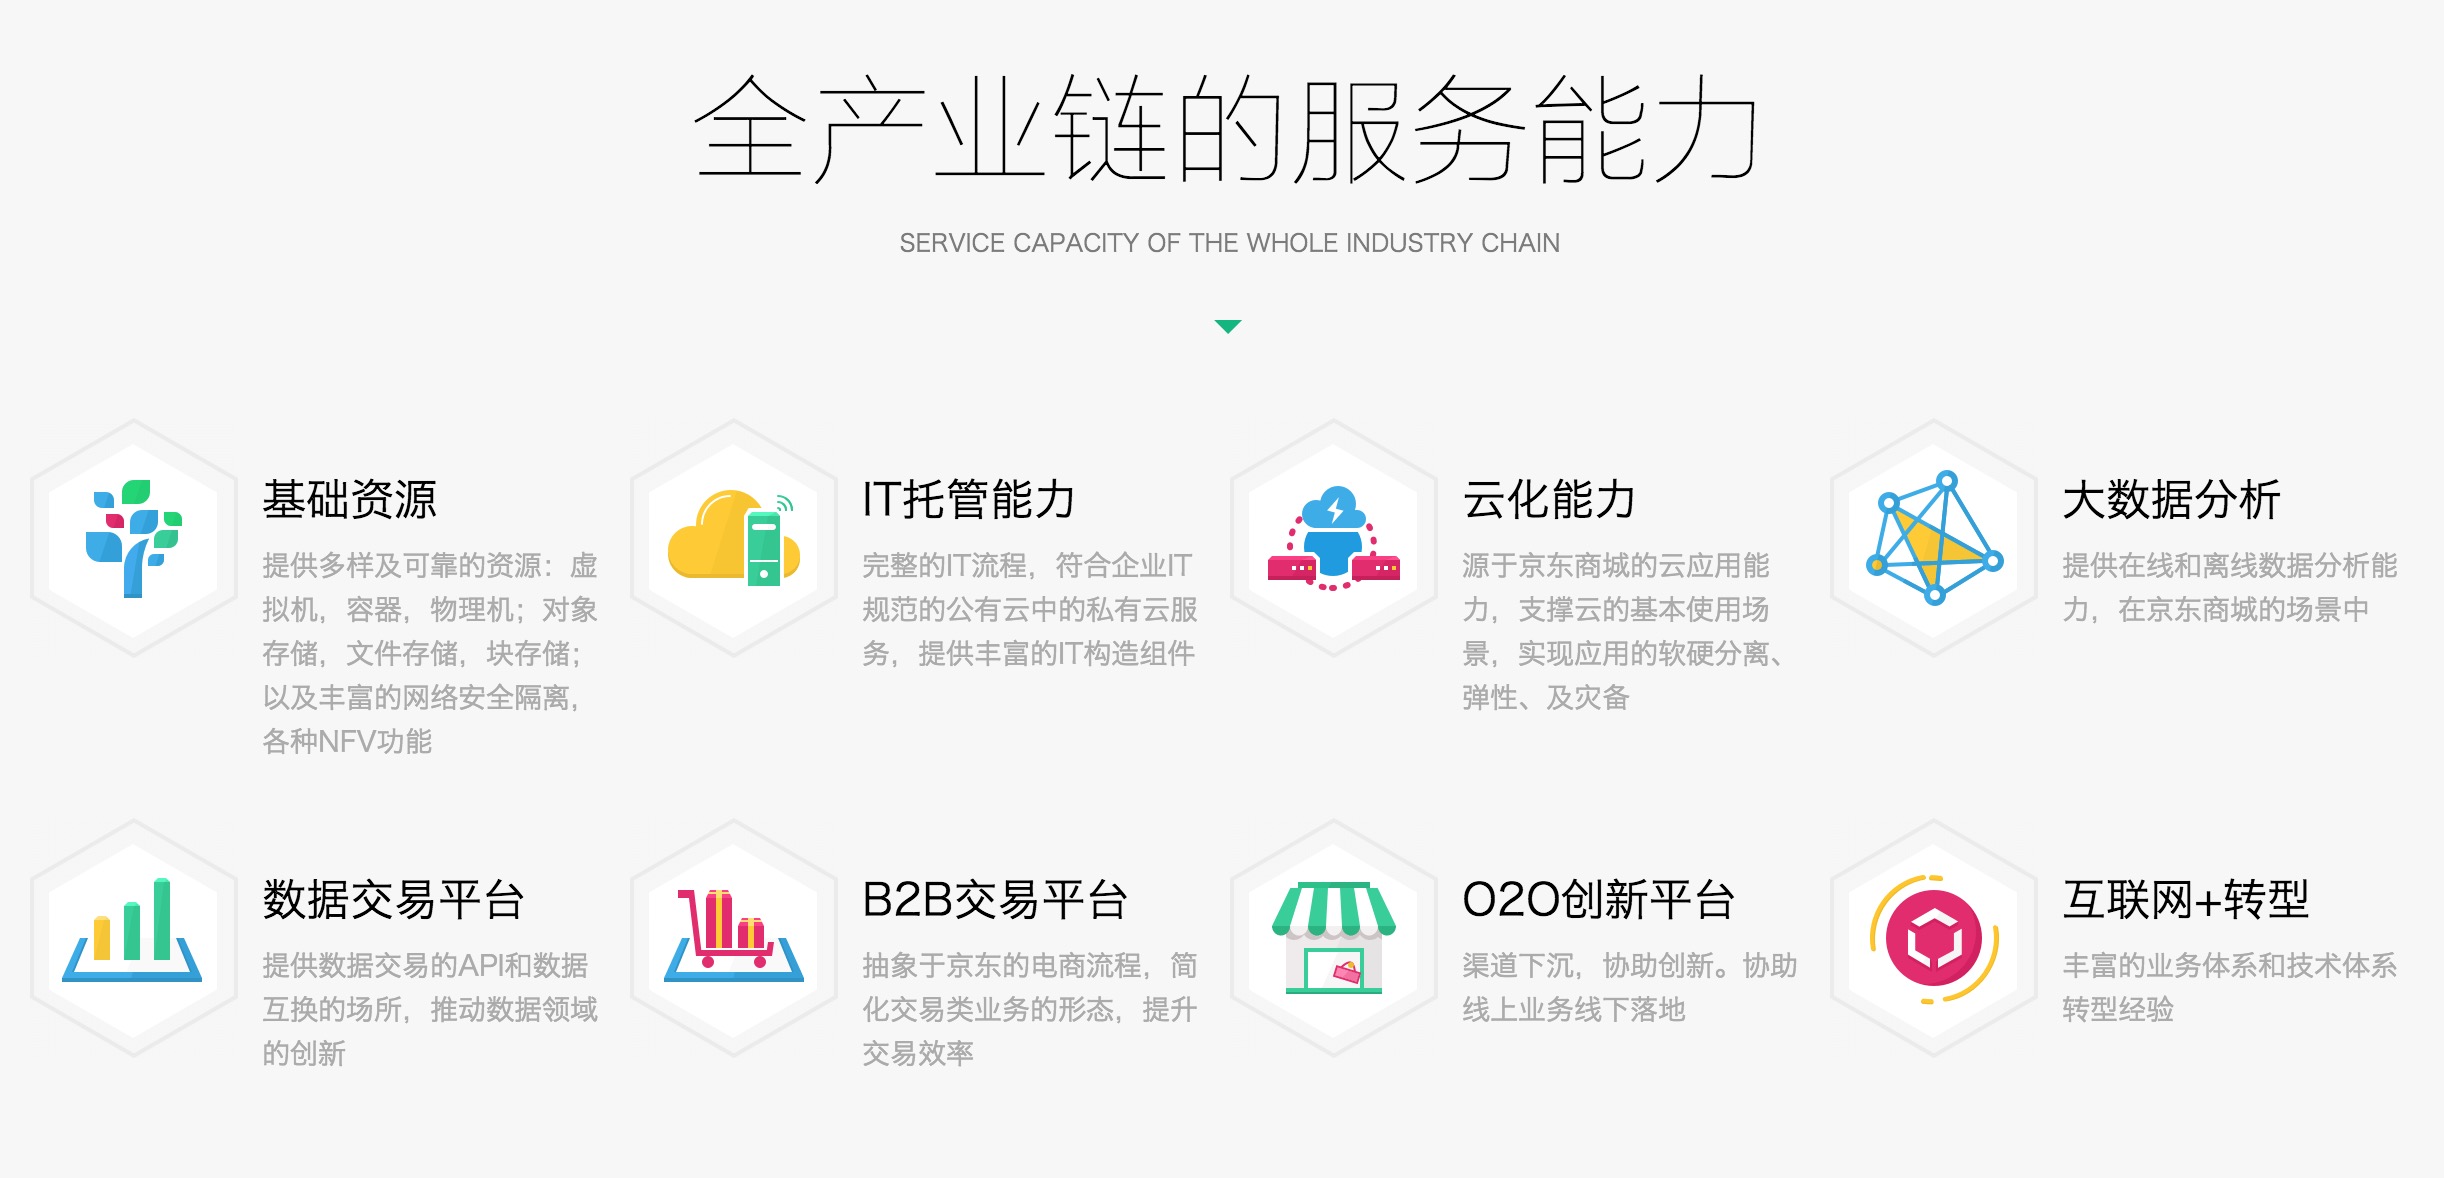 全产业链的服务能力
SERVICE CAPACITY OF THE WHOLE INDUSTRY CHAIN
基础资源
提供多样及可靠的资源：虚
拟机，容器，物理机；对象
存储，文件存储，块存储；
以及丰富的网络安全隔离，
各种NFV功能
IT托管能力
完整的IT流程，符合企业IT
规范的公有云中的私有云服
务，提供丰富的IT构造组件
云化能力
源于京东商城的云应用能
力，支撑云的基本使用场
景，实现应用的软硬分离、
弹性、及灾备
大数据分析
提供在线和离线数据分析能
力，在京东商城的场景中
数据交易平台
提供数据交易的API和数据
互换的场所，推动数据领域
的创新
B2B交易平台
抽象于京东的电商流程，简
化交易类业务的形态，提升
交易效率
O2O创新平台
渠道下沉，协助创新。协助
线上业务线下落地
互联网+转型
丰富的业务体系和技术体系
转型经验